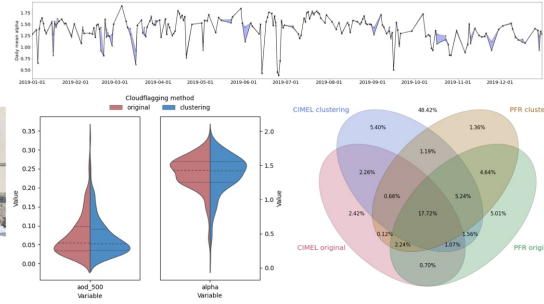 Daily mean alpha
1.75
1.50
1.25
1.00
0.75
0.50
2019-01-01 2019-02-01 2019-03-01 2019-04-01 2019-05-01 2019-06-01 2019-07-01 2019-08-01 2019-09-01 2019-10-01 2019-11-01 2019-12-01
Cloudflagging method
original clustering
0.35
0.30
0.25
0.20
0.15
0.10
0.05
0.00
Value
aod_500
Variable
2.0
1.5
1.0
0.5
0.0
Value
alpha
Variable
CIMEL clustering 48.42% PFR cluste
5.40% 1.36%
1.19%
2.26% 4.64%
0.66% 5.24%
2.42% 17.72% 5.01%
0.12% 1.56%
CIMEL original 2.24% 1.07% PFR origi
0.70%